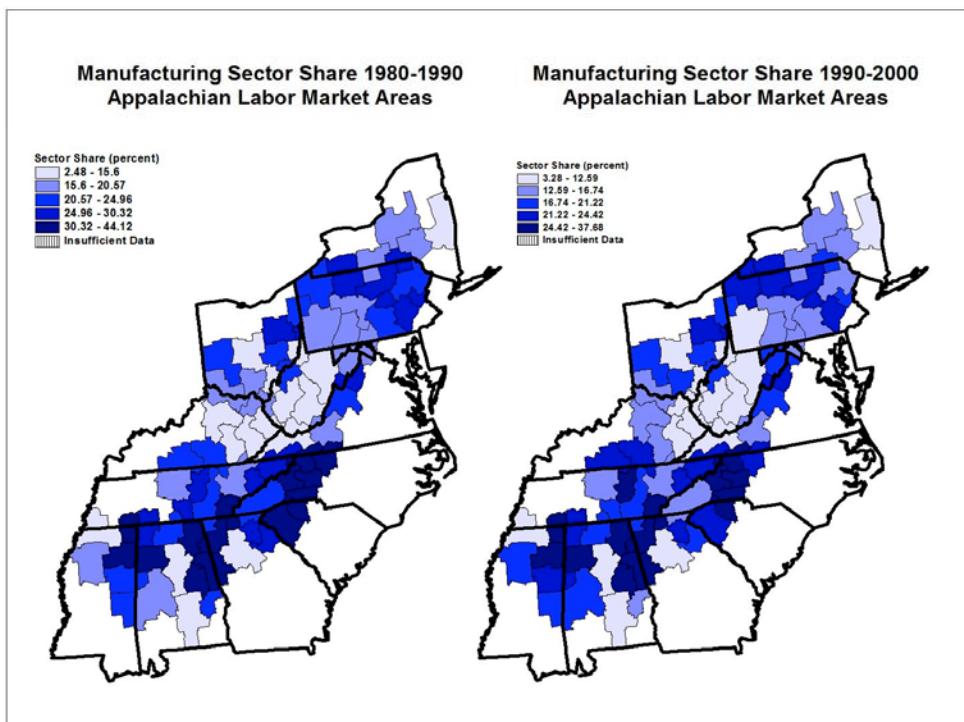 Manufacturing Sector Share 1980-1990
Appalachian Labor Market Areas
Sector Share (percent)
2.48 - 15.6
15.6 - 20.57
20.57 - 24.96
24.96 - 30.32
30.32 - 44.12
Insufficient Data
Manufacturing Sector Share 1990-2000
Appalachian Labor Market Areas
Sector Share (percent)
3.28 - 12.59
12.59 - 16.74
16.74 - 21.22
21.22 - 24.42
24.42 - 37.68
Insufficient Data